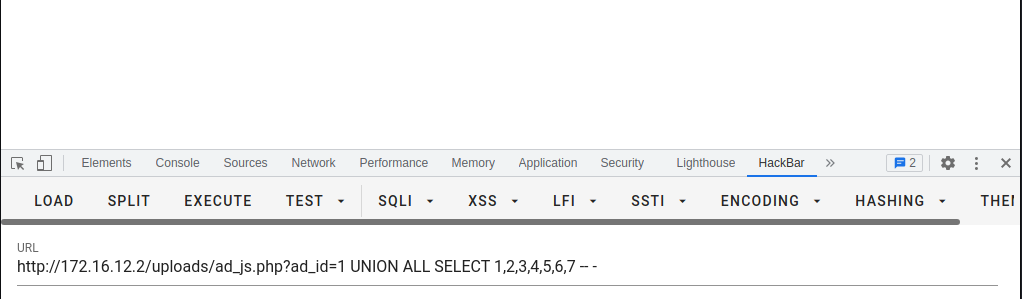 Elements Console Sources Network Performance Memory Application Security Lighthouse HackBar » 2
LOAD SPLIT EXECUTE TEST SQLI XSS LFI SSTI ENCODING HASHING THE
URL
http://172.16.12.2/uploads/ad_js.php?ad_id=1 UNION ALL SELECT 1,2,3,4,5,6,7 -- -